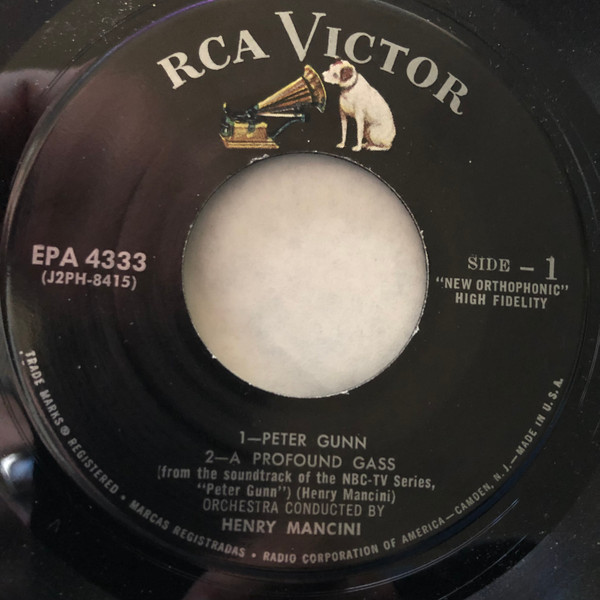 RCA VICTOR
EPA 4333
(J2PH-8415)
SIDE - 1
"NEW ORTHOPHONIC"
HIGH FIDELITY
1—PETER GUNN
2—A PROFOUND GASS
(from the soundtrack of the NBC-TV Series,
"Peter Gunn") (Henry Mancini)
ORCHESTRA CONDUCTED BY
HENRY MANCINI
TRADE MARKS ® REGISTERED • MARCAS REGISTRADAS • RADIO CORPORATION OF AMERICA—CAMDEN, N.J.—MADE IN U.S.A.
A